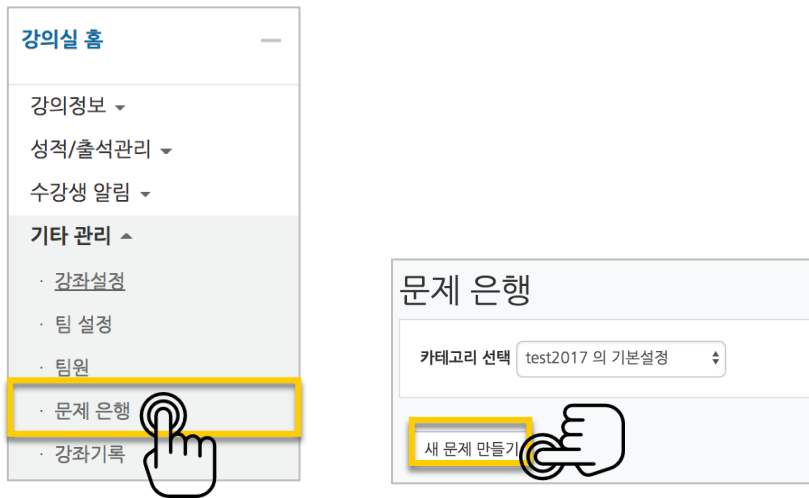 강의실 홈
강의정보
성적/출석관리
수강생 알림
기타 관리
· 강좌설정
· 팀 설정
· 팀원
· 문제 은행
· 강좌기록
문제 은행
카테고리 선택 test2017 의 기본설정
새 문제 만들기